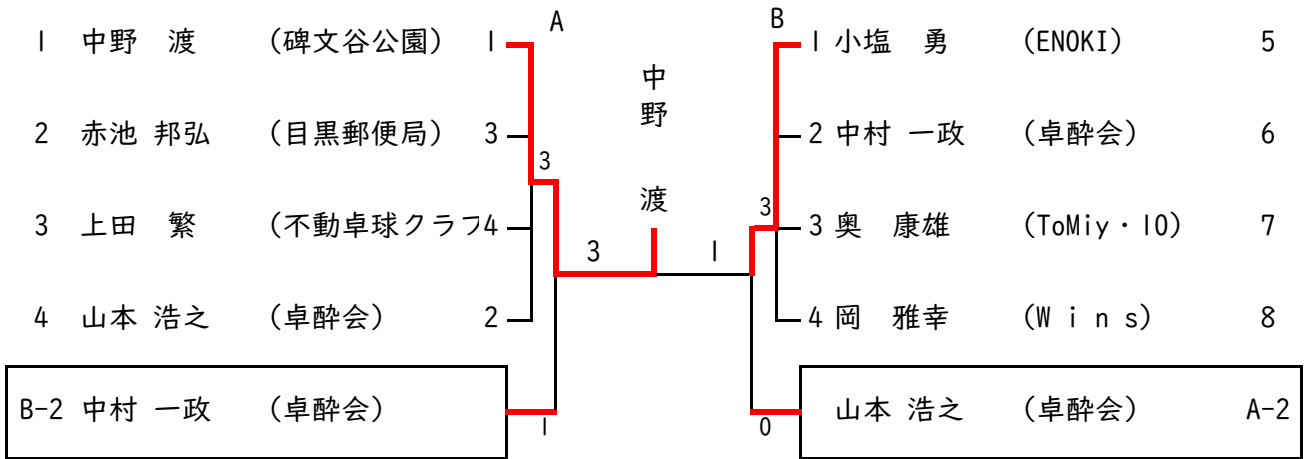 A B
1 中野 渡 (碑文谷公園) 1 1 小塩 勇 (ENOKI) 5
中野 渡
2 赤池 邦弘 (目黒郵便局) 3 2 中村 一政 (卓酔会) 6
3 3
3 上田 繁 (不動卓球クラブ 4 3 奥 康雄 (ToMiy・10) 7
3 1
4 山本 浩之 (卓酔会) 2 4 岡 雅幸 (Wins) 8
B-2 中村 一政 (卓酔会) 山本 浩之 (卓酔会) A-2
1 0